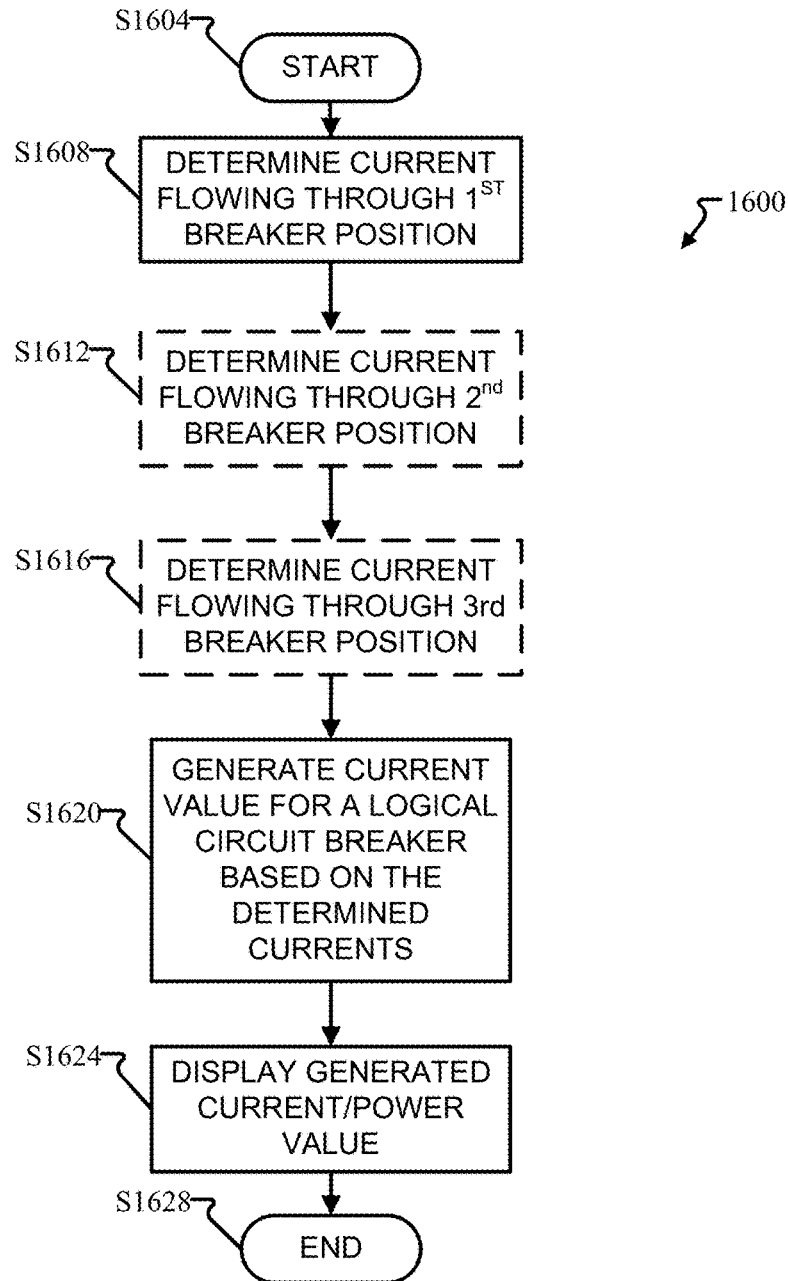 S1604
START
S1608
DETERMINE CURRENT
FLOWING THROUGH 1ST
BREAKER POSITION
1600
S1612
DETERMINE CURRENT
FLOWING THROUGH 2nd
BREAKER POSITION
S1616
DETERMINE CURRENT
FLOWING THROUGH 3rd
BREAKER POSITION
S1620
GENERATE CURRENT
VALUE FOR A LOGICAL
CIRCUIT BREAKER
BASED ON THE
DETERMINED
CURRENTS
S1624
DISPLAY GENERATED
CURRENT/POWER
VALUE
S1628
END